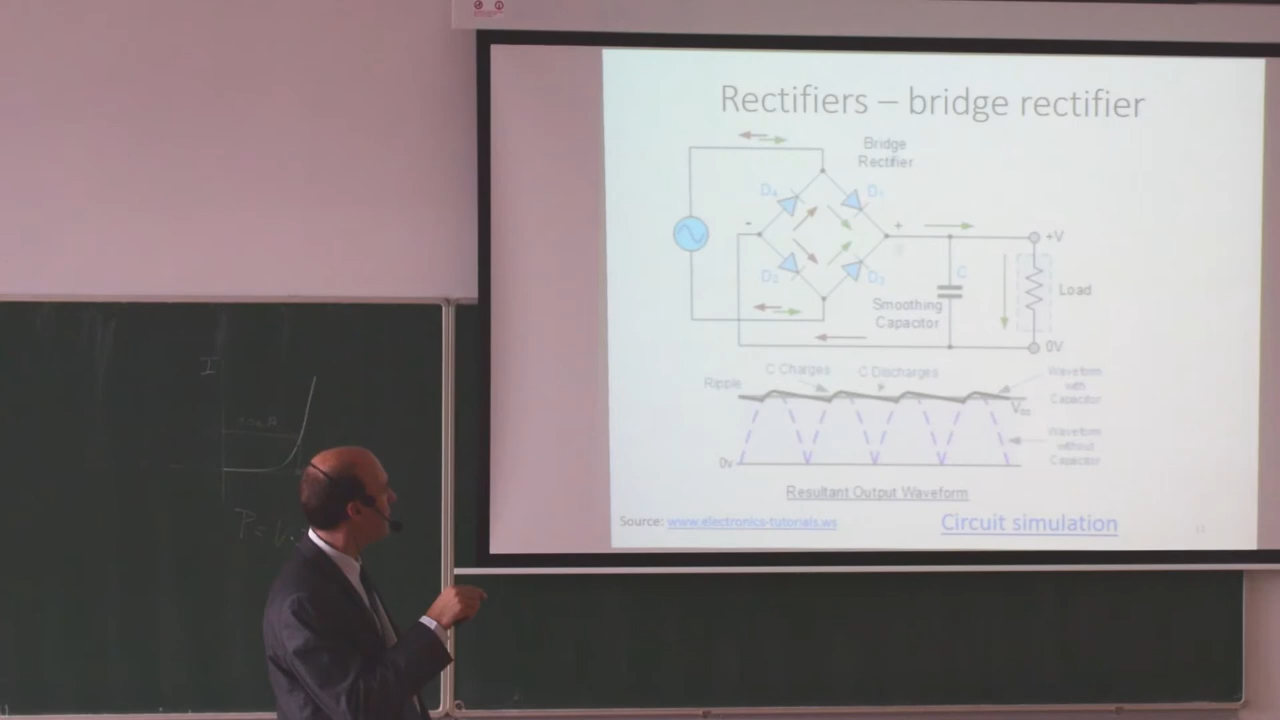 Rectifiers – bridge rectifier
Bridge
Rectifier
D4
D1
-
+
+V
D2
D3
C
Load
Smoothing
Capacitor
0V
C Charges
C Discharges
Ripple
Waveform
with
Capacitor
Waveform
without
Capacitor
0v
Resultant Output Waveform
Source: www.electronics-tutorials.ws
Circuit simulation
11
I